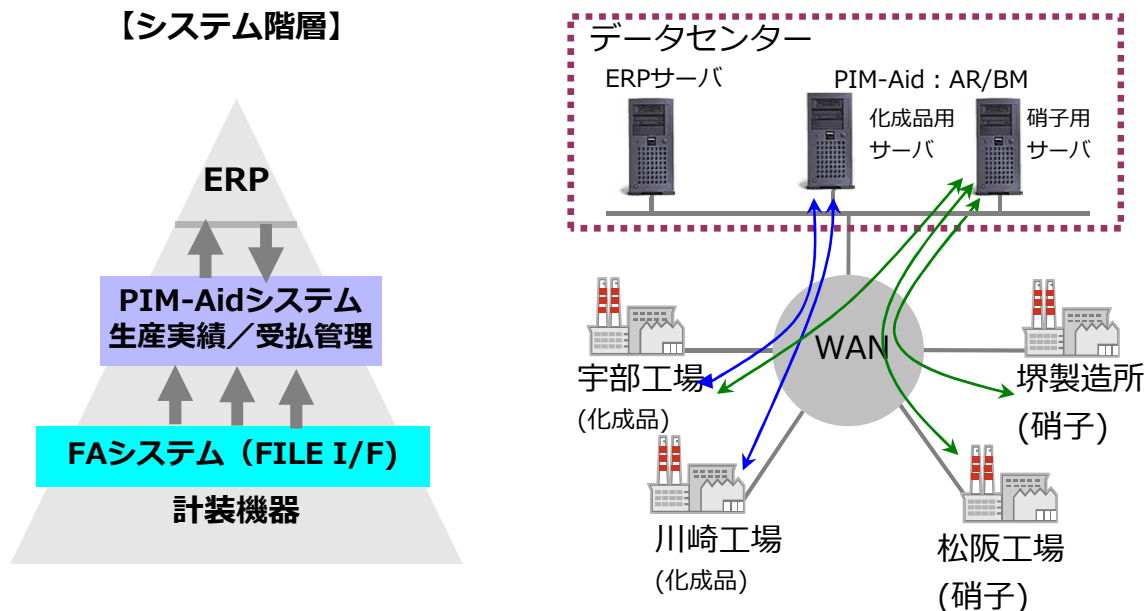 【システム階層】
ERP
PIM-Aidシステム
生産実績／受払管理
FAシステム（FILE I/F)
計装機器
データセンター
ERPサーバ
PIM-Aid : AR/BM
化成品用
サーバ
硝子用
サーバ
WAN
宇部工場
(化成品)
堺製造所
(硝子)
川崎工場
(化成品)
松阪工場
(硝子)